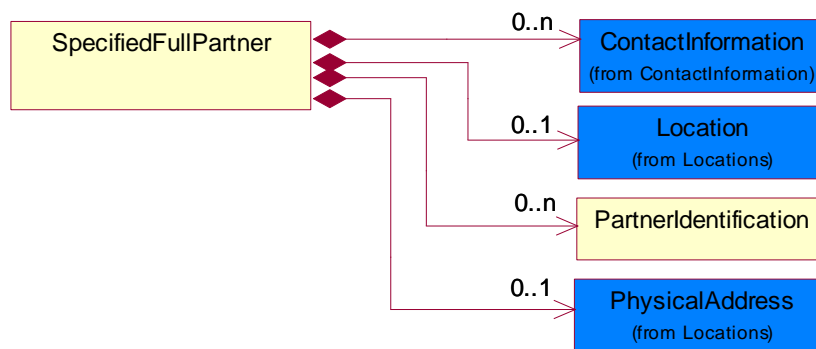 SpecifiedFullPartner
0..n
ContactInformation
(from ContactInformation)
0..1
Location
(from Locations)
0..n
PartnerIdentification
0..1
PhysicalAddress
(from Locations)